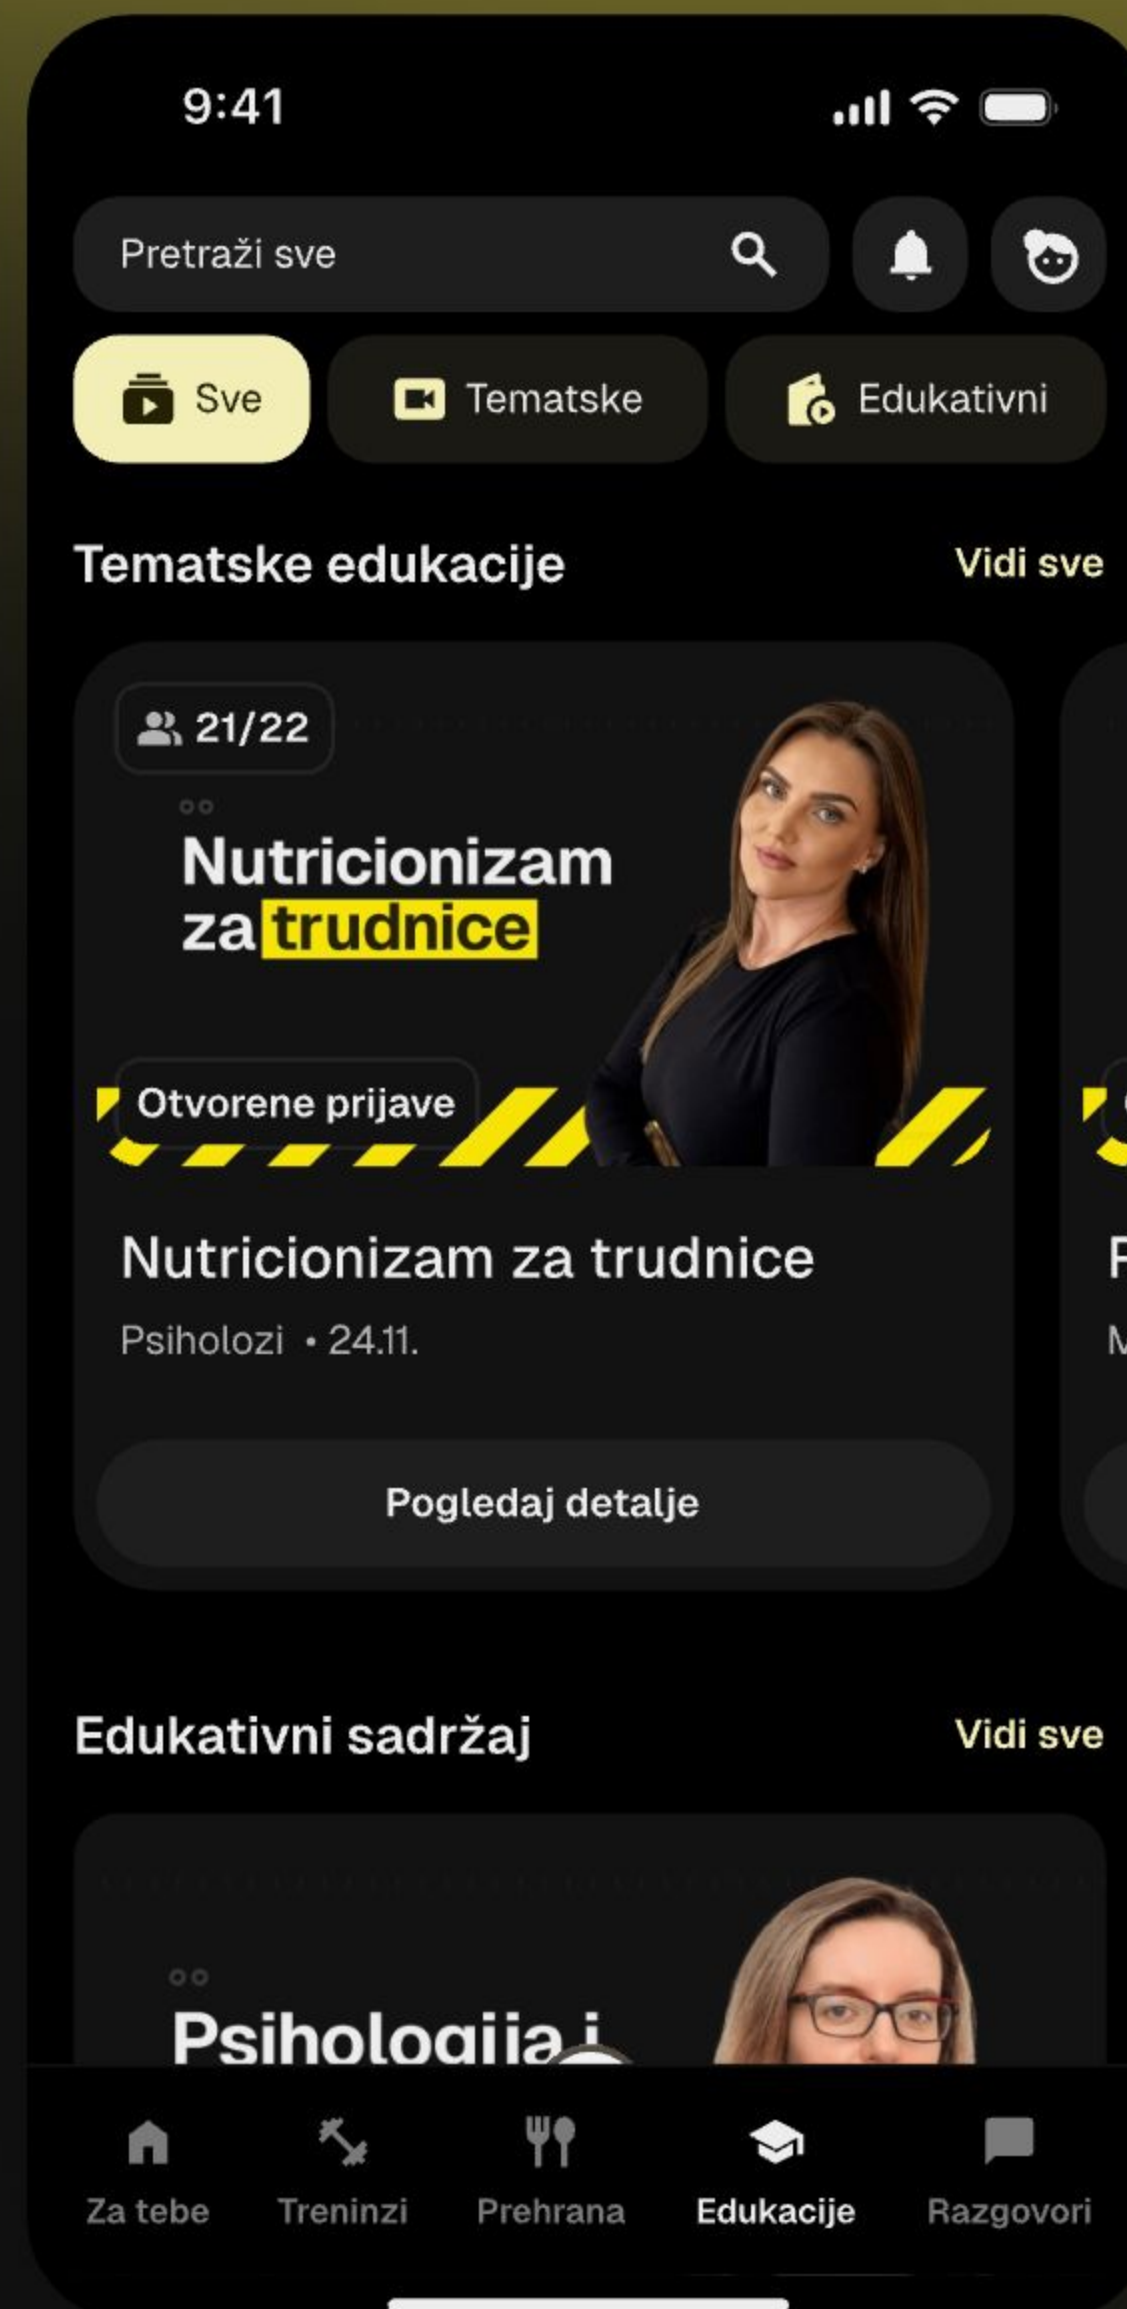 9:41
Pretraži sve
Sve
Tematske
Edukativni
Tematske edukacije
Vidi sve
21/22
Nutricionizam
za trudnice
Otvorene prijave
Nutricionizam za trudnice
Psiholozi • 24.11.
Pogledaj detalje
Edukativni sadržaj
Vidi sve
Psihologija i
Za tebe
Treninzi
Prehrana
Edukacije
Razgovori